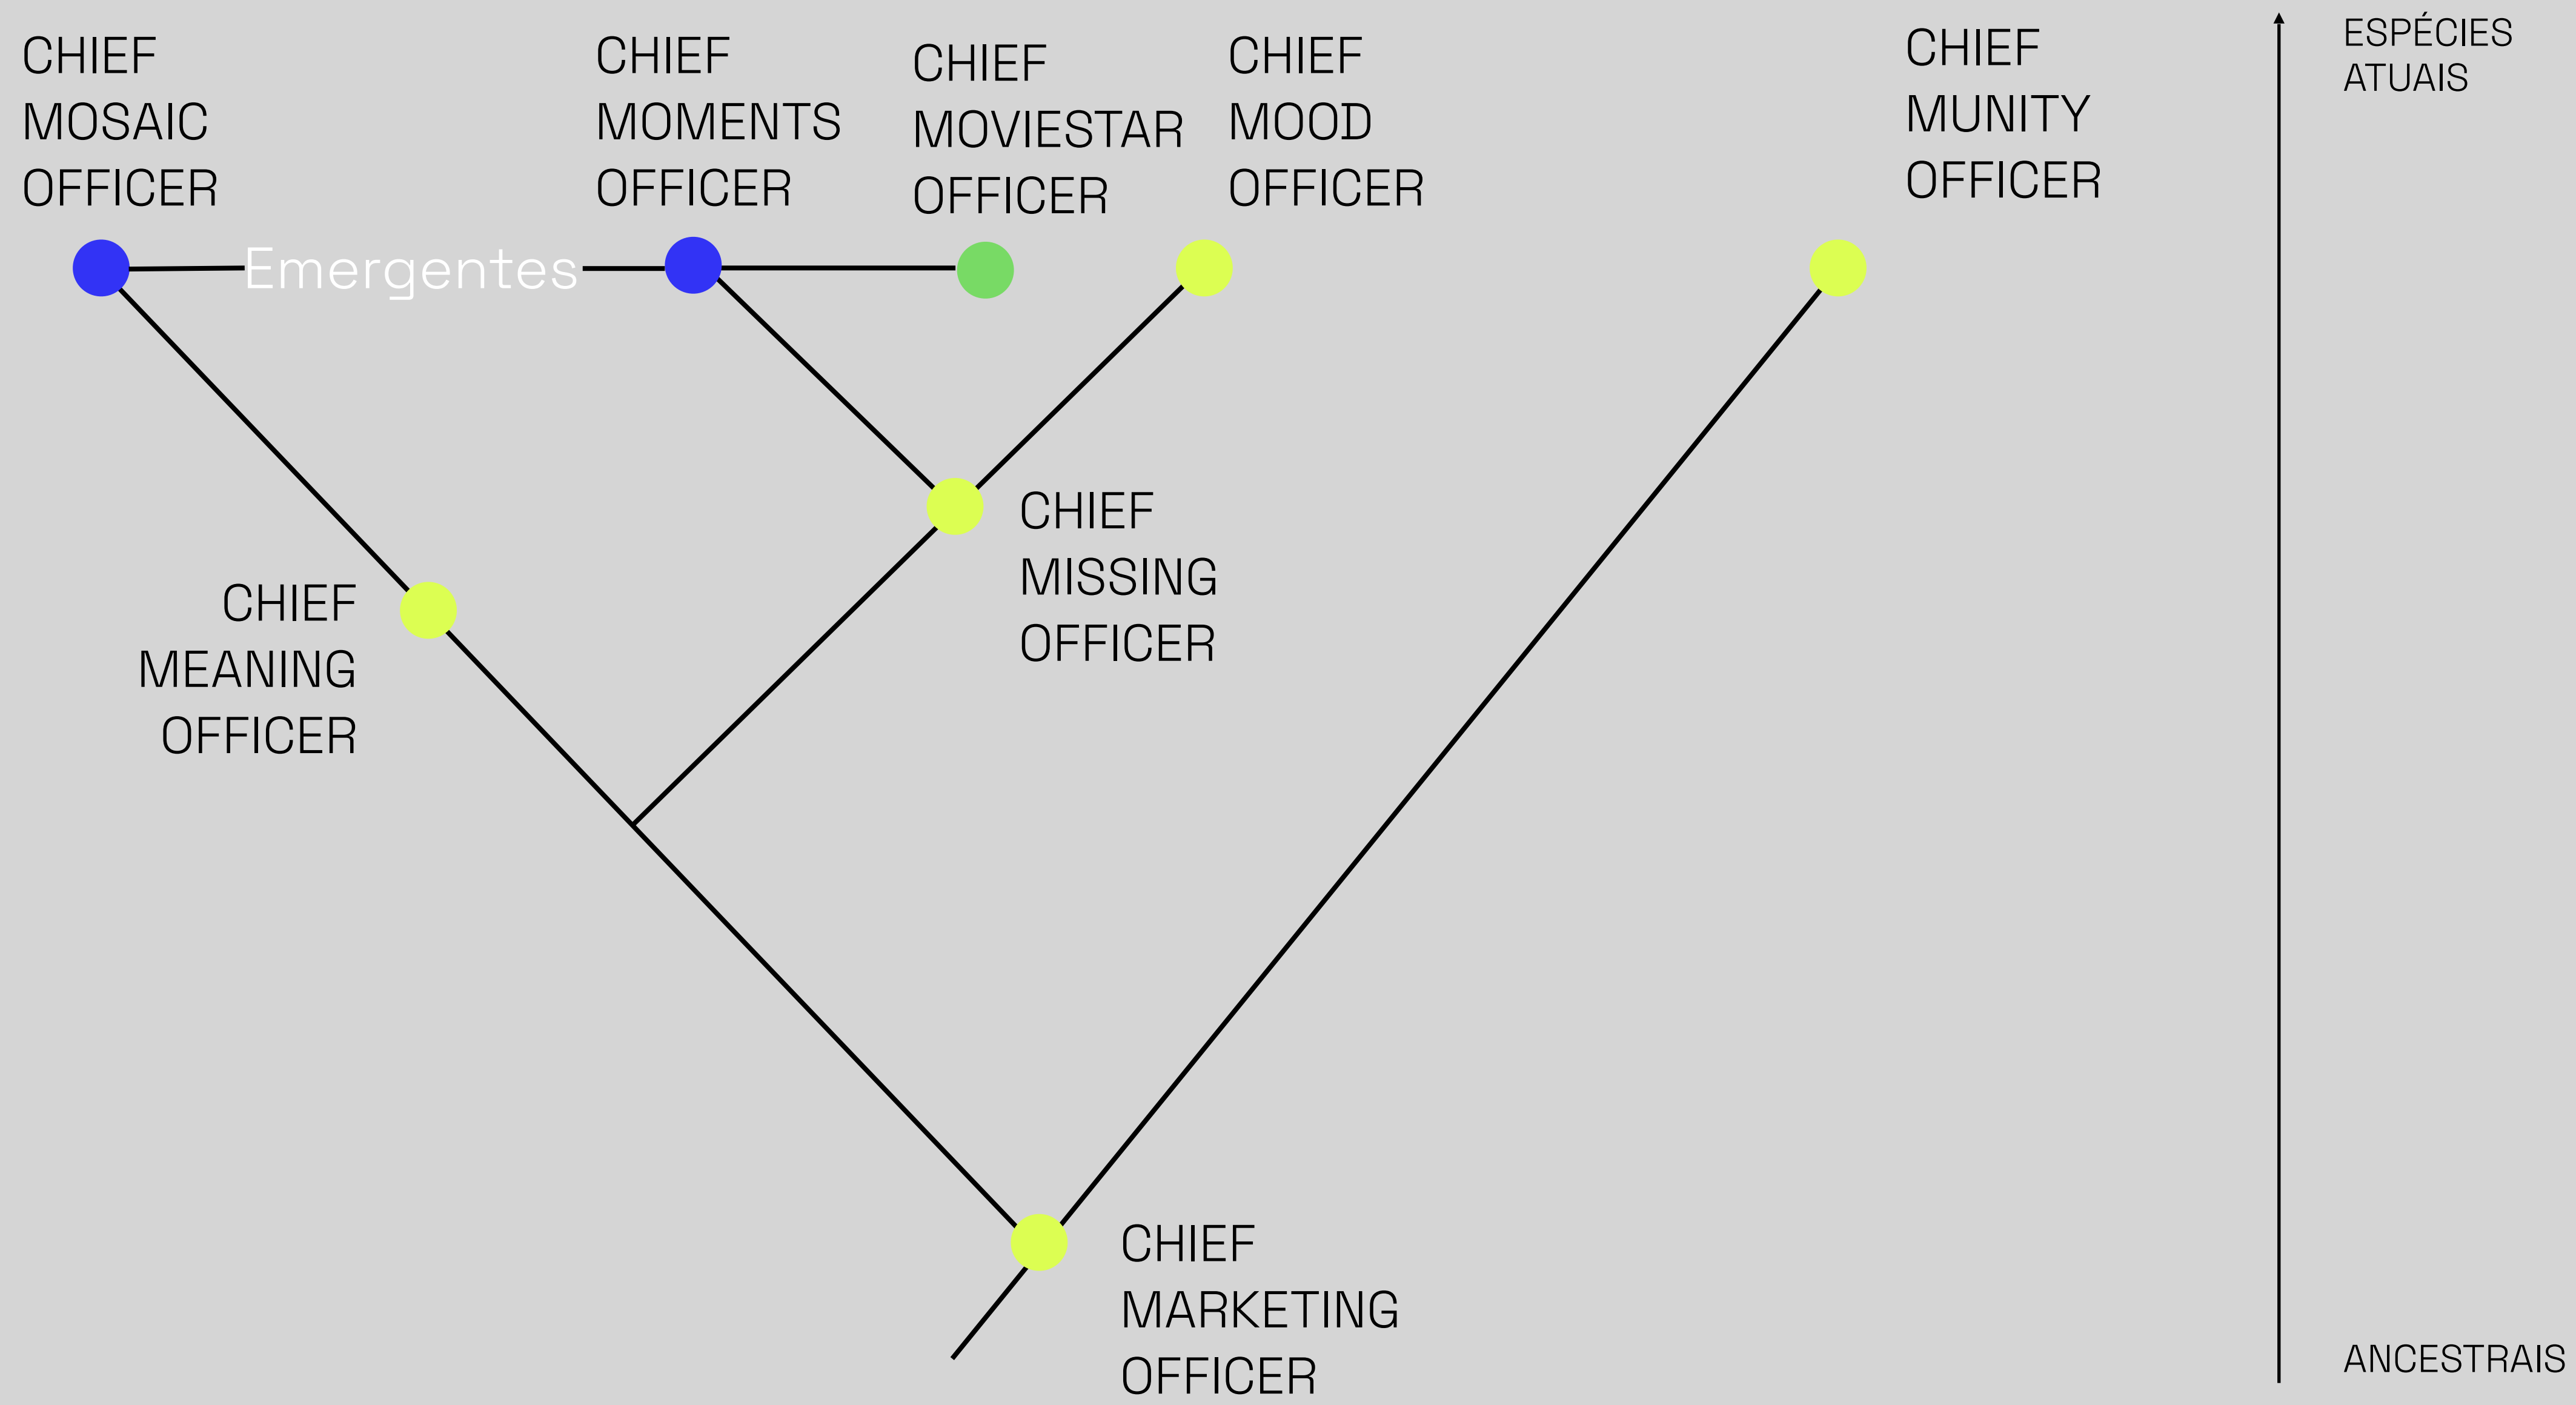 CHIEF
MOSAIC
OFFICER
CHIEF
MOMENTS
OFFICER
CHIEF
MOVIESTAR
OFFICER
CHIEF
MOOD
OFFICER
CHIEF
MUNITY
OFFICER
ESPÉCIES
ATUAIS
Emergentes
CHIEF
MISSING
OFFICER
CHIEF
MEANING
OFFICER
CHIEF
MARKETING
OFFICER
ANCESTRAIS